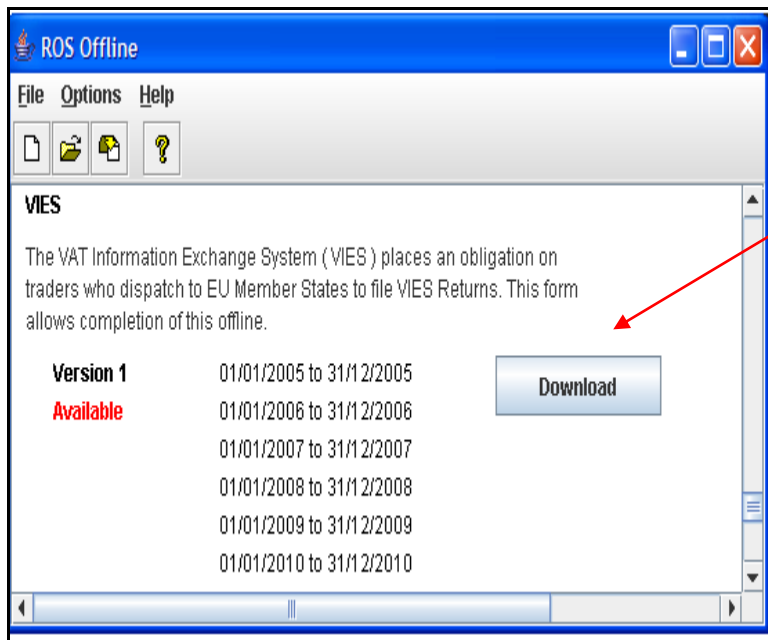 ROS Offline
File Options Help
VIES
The VAT Information Exchange System ( VIES ) places an obligation on
traders who dispatch to EU Member States to file VIES Returns. This form
allows completion of this offline.
Version 1 01/01/2005 to 31/12/2005 Download
Available 01/01/2006 to 31/12/2006
01/01/2007 to 31/12/2007
01/01/2008 to 31/12/2008
01/01/2009 to 31/12/2009
01/01/2010 to 31/12/2010